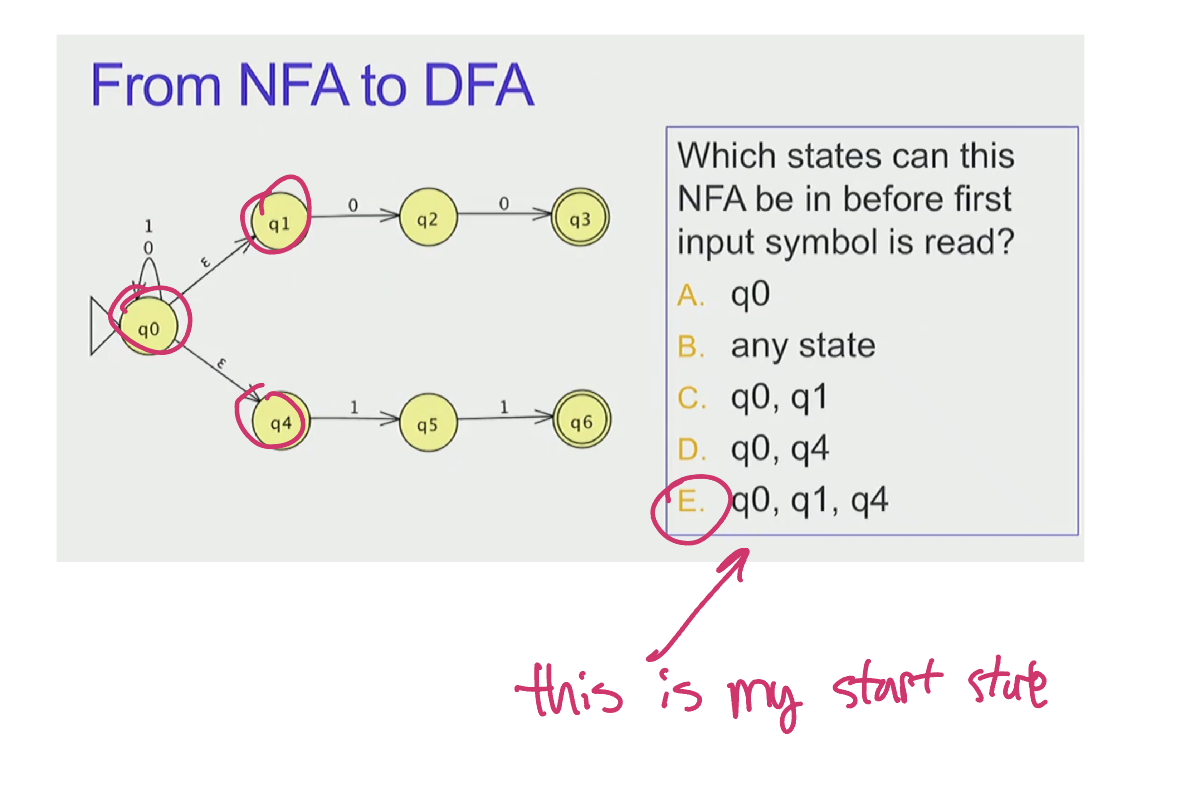 From NFA to DFA
Which states can this
NFA be in before first
input symbol is read?
A. q0
B. any state
C. q0, q1
D. q0, q4
E. q0, q1, q4
1
0
q0
ε
q1
0
q2
0
q3
ε
q4
1
q5
1
q6
this is my start state